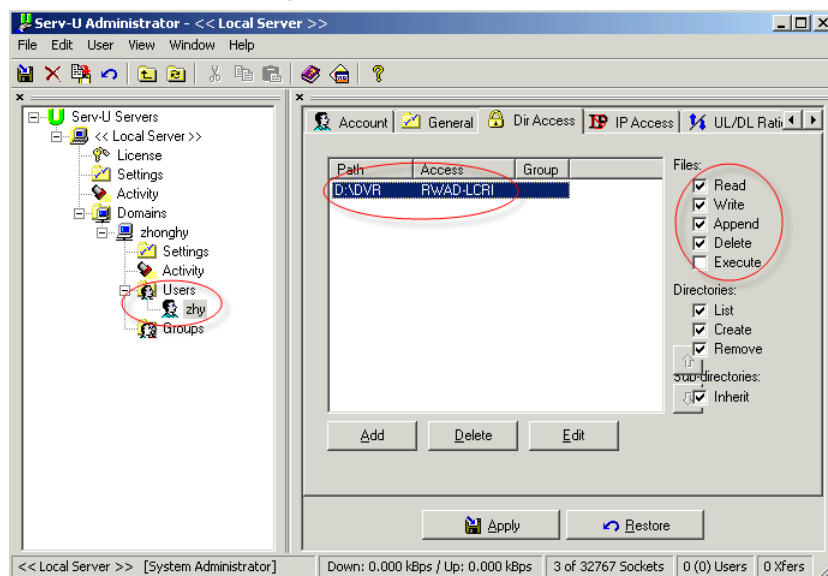 Serv-U Administrator - << Local Server >>
File Edit User View Window Help
Serv-U Servers
<< Local Server >>
License
Settings
Activity
Domains
zhonghy
Settings
Activity
Users
zhy
Groups
Account General Dir Access IP Access UL/DL Rati
Path Access Group
D:\DVR RWAD-LCRI
Files:
Read
Write
Append
Delete
Execute
Directories:
List
Create
Remove
Sub-directories:
Inherit
Add Delete Edit
Apply Restore
<< Local Server >> [System Administrator] Down: 0.000 kBps / Up: 0.000 kBps 3 of 32767 Sockets 0 (0) Users 0 Xfers